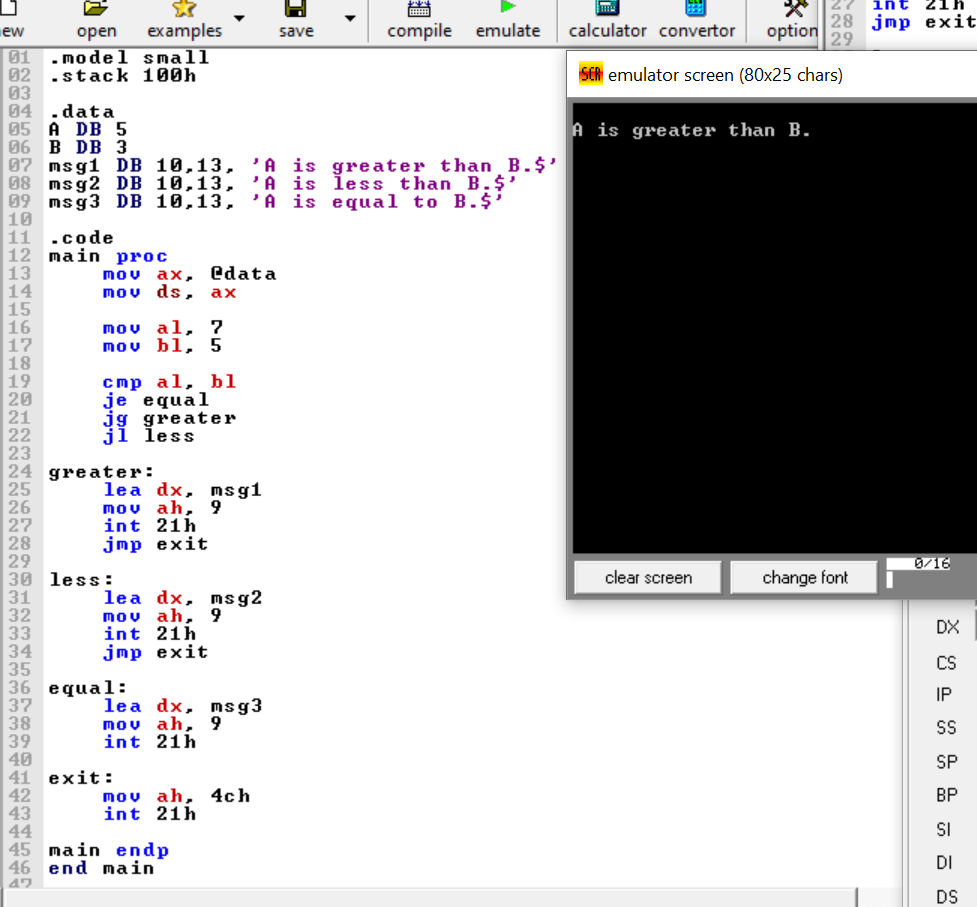 ew open examples save compile emulate calculator convertor option
01 .model small
02 .stack 100h
03
04 .data
05 A DB 5
06 B DB 3
07 msg1 DB 10,13, 'A is greater than B.$'
08 msg2 DB 10,13, 'A is less than B.$'
09 msg3 DB 10,13, 'A is equal to B.$'
10
11 .code
12 main proc
13 mov ax, @data
14 mov ds, ax
15
16 mov al, 7
17 mov bl, 5
18
19 cmp al, bl
20 je equal
21 jg greater
22 jl less
23
24 greater:
25 lea dx, msg1
26 mov ah, 9
27 int 21h
28 jmp exit
29
30 less:
31 lea dx, msg2
32 mov ah, 9
33 int 21h
34 jmp exit
35
36 equal:
37 lea dx, msg3
38 mov ah, 9
39 int 21h
40
41 exit:
42 mov ah, 4ch
43 int 21h
44
45 main endp
46 end main
47
27 int 21h
28 jmp exit
29
SCR emulator screen (80x25 chars)
A is greater than B.
clear screen change font 0/16
DX
CS
IP
SS
SP
BP
SI
DI
DS